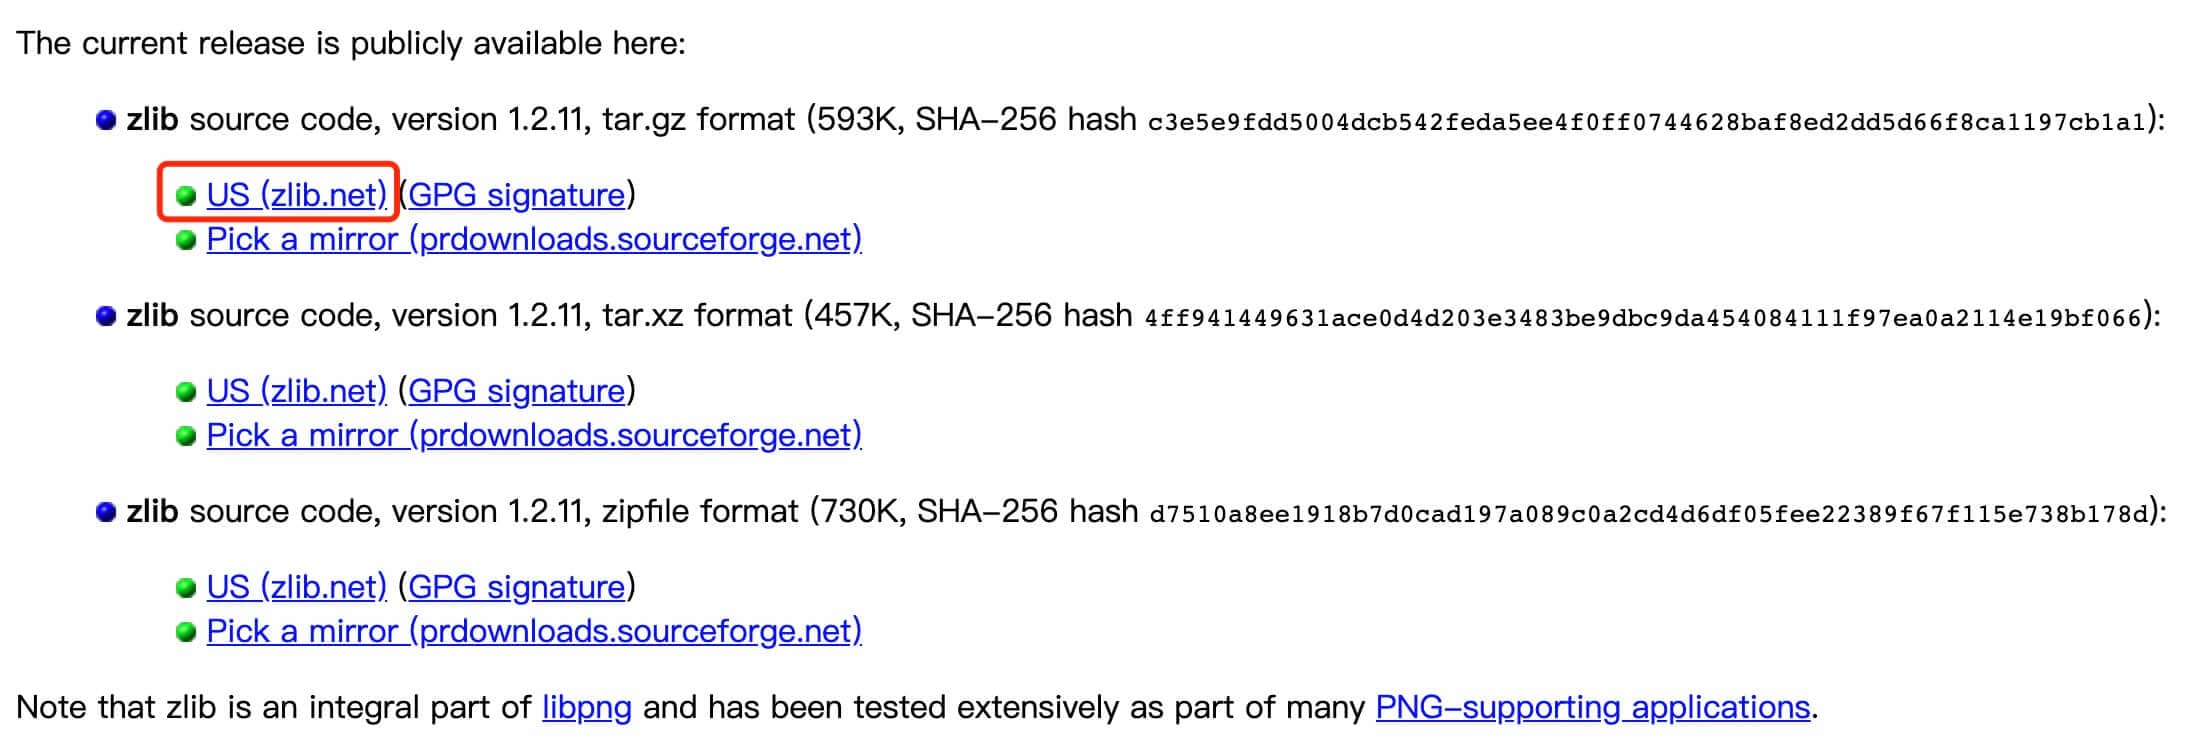 The current release is publicly available here:
zlib source code, version 1.2.11, tar.gz format (593K, SHA-256 hash c3e5e9fdd5004dcb542feda5ee4f0ff0744628baf8ed2dd5d66f8ca1197cb1a1):
US (zlib.net) (GPG signature)
Pick a mirror (prdownloads.sourceforge.net)
zlib source code, version 1.2.11, tar.xz format (457K, SHA-256 hash 4ff941449631ace0d4d203e3483be9dbc9da454084111f97ea0a2114e19bf066):
US (zlib.net) (GPG signature)
Pick a mirror (prdownloads.sourceforge.net)
zlib source code, version 1.2.11, zipfile format (730K, SHA-256 hash d7510a8ee1918b7d0cad197a089c0a2cd4d6df05fee22389f67f115e738b178d):
US (zlib.net) (GPG signature)
Pick a mirror (prdownloads.sourceforge.net)
Note that zlib is an integral part of libpng and has been tested extensively as part of many PNG-supporting applications.